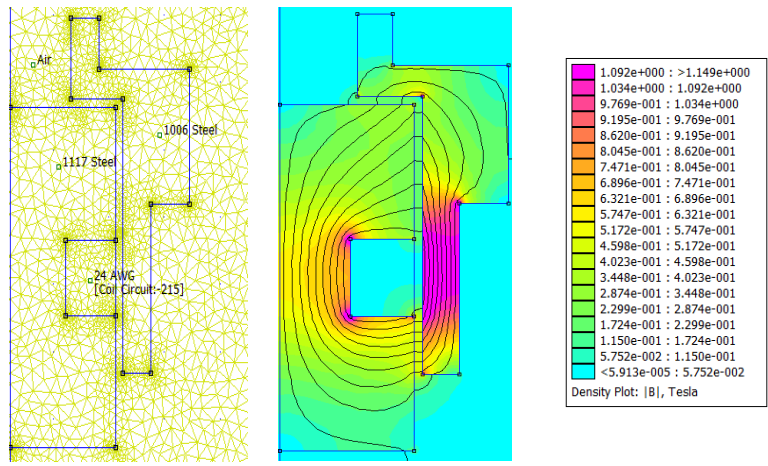 Air
1006 Steel
1117 Steel
24 AWG
[Coil Circuit:-215]
1.092e+000 : >1.149e+000
1.034e+000 : 1.092e+000
9.769e-001 : 1.034e+000
9.195e-001 : 9.769e-001
8.620e-001 : 9.195e-001
8.045e-001 : 8.620e-001
7.471e-001 : 8.045e-001
6.896e-001 : 7.471e-001
6.321e-001 : 6.896e-001
5.747e-001 : 6.321e-001
5.172e-001 : 5.747e-001
4.598e-001 : 5.172e-001
4.023e-001 : 4.598e-001
3.448e-001 : 4.023e-001
2.874e-001 : 3.448e-001
2.299e-001 : 2.874e-001
1.724e-001 : 2.299e-001
1.150e-001 : 1.724e-001
5.752e-002 : 1.150e-001
<5.913e-005 : 5.752e-002
Density Plot: |B|, Tesla